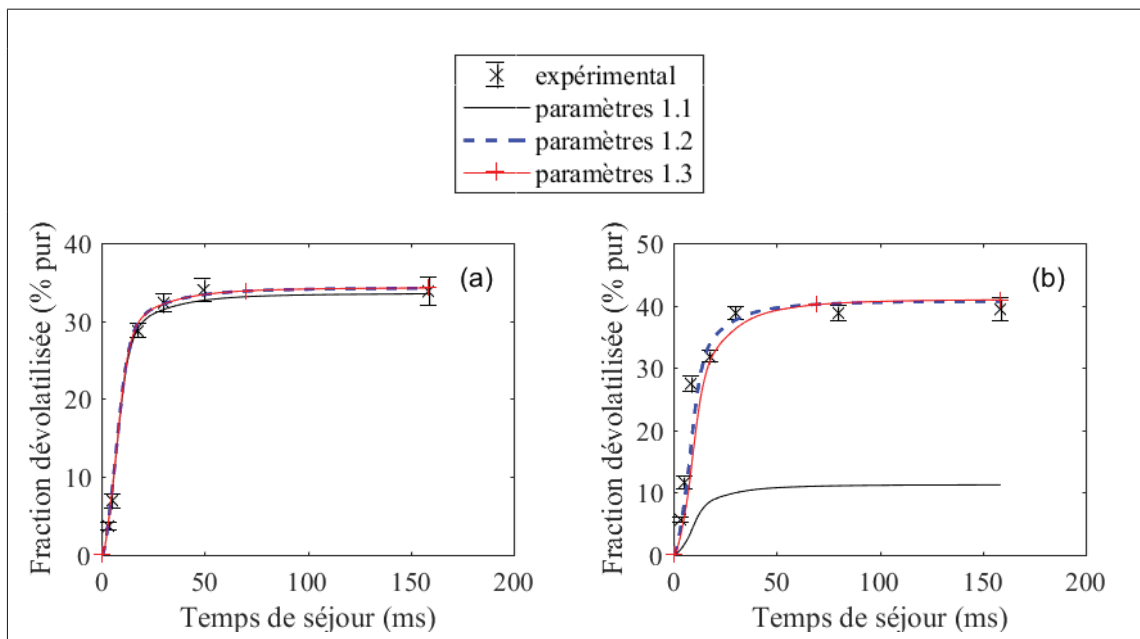 expérimental
paramètres 1.1
paramètres 1.2
paramètres 1.3
Fraction dévolatilisée (% pur)
40
30
20
10
0
(a)
0 50 100 150 200
Temps de séjour (ms)
Fraction dévolatilisée (% pur)
50
40
30
20
10
0
(b)
0 50 100 150 200
Temps de séjour (ms)